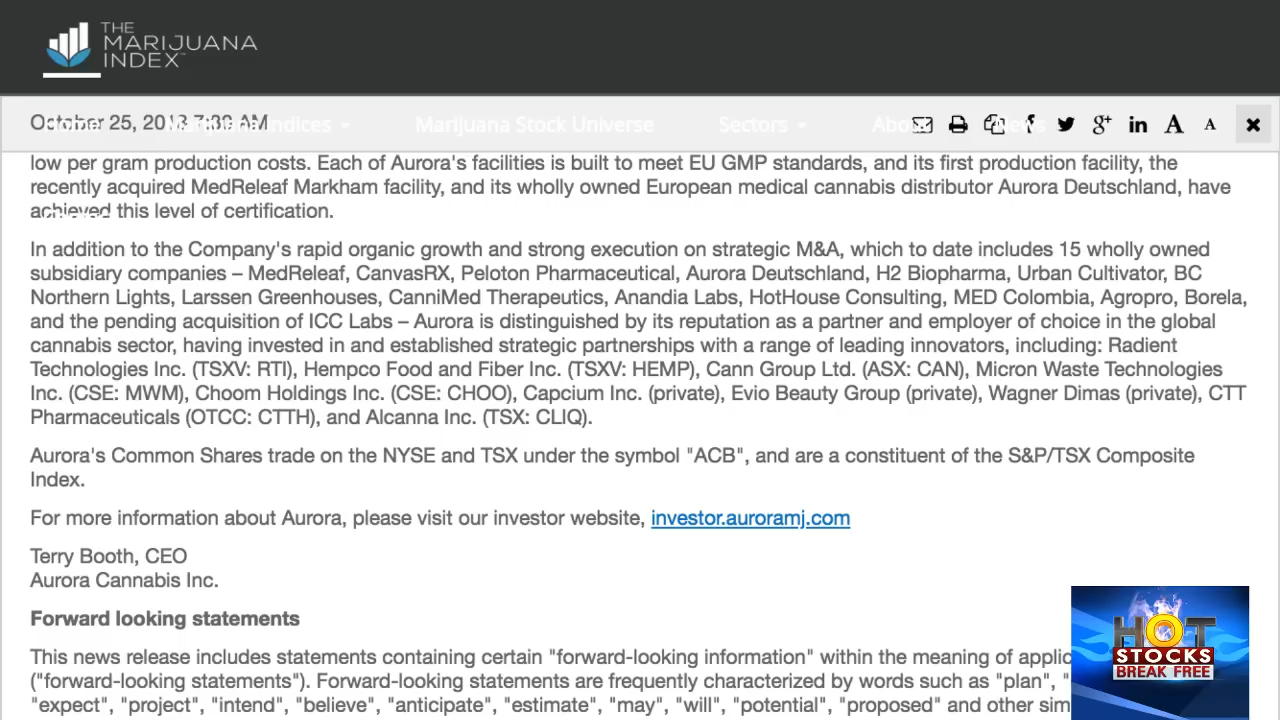 THE
MARIJUANA
INDEX™
October 25, 2018 7:31 AM
Home Marijuana Indices Marijuana Stock Universe Sectors About News
A A
low per gram production costs. Each of Aurora's facilities is built to meet EU GMP standards, and its first production facility, the
recently acquired MedReleaf Markham facility, and its wholly owned European medical cannabis distributor Aurora Deutschland, have
achieved this level of certification.
In addition to the Company's rapid organic growth and strong execution on strategic M&A, which to date includes 15 wholly owned
subsidiary companies – MedReleaf, CanvasRX, Peloton Pharmaceutical, Aurora Deutschland, H2 Biopharma, Urban Cultivator, BC
Northern Lights, Larssen Greenhouses, CanniMed Therapeutics, Anandia Labs, HotHouse Consulting, MED Colombia, Agropro, Borela,
and the pending acquisition of ICC Labs – Aurora is distinguished by its reputation as a partner and employer of choice in the global
cannabis sector, having invested in and established strategic partnerships with a range of leading innovators, including: Radient
Technologies Inc. (TSXV: RTI), Hempco Food and Fiber Inc. (TSXV: HEMP), Cann Group Ltd. (ASX: CAN), Micron Waste Technologies
Inc. (CSE: MWM), Choom Holdings Inc. (CSE: CHOO), Capcium Inc. (private), Evio Beauty Group (private), Wagner Dimas (private), CTT
Pharmaceuticals (OTCC: CTTH), and Alcanna Inc. (TSX: CLIQ).
Aurora's Common Shares trade on the NYSE and TSX under the symbol "ACB", and are a constituent of the S&P/TSX Composite
Index.
For more information about Aurora, please visit our investor website, investor.auroramj.com
Terry Booth, CEO
Aurora Cannabis Inc.
Forward looking statements
This news release includes statements containing certain "forward-looking information" within the meaning of applic
("forward-looking statements"). Forward-looking statements are frequently characterized by words such as "plan", "
"expect", "project", "intend", "believe", "anticipate", "estimate", "may", "will", "potential", "proposed" and other sim
HOT
STOCKS
BREAK FREE